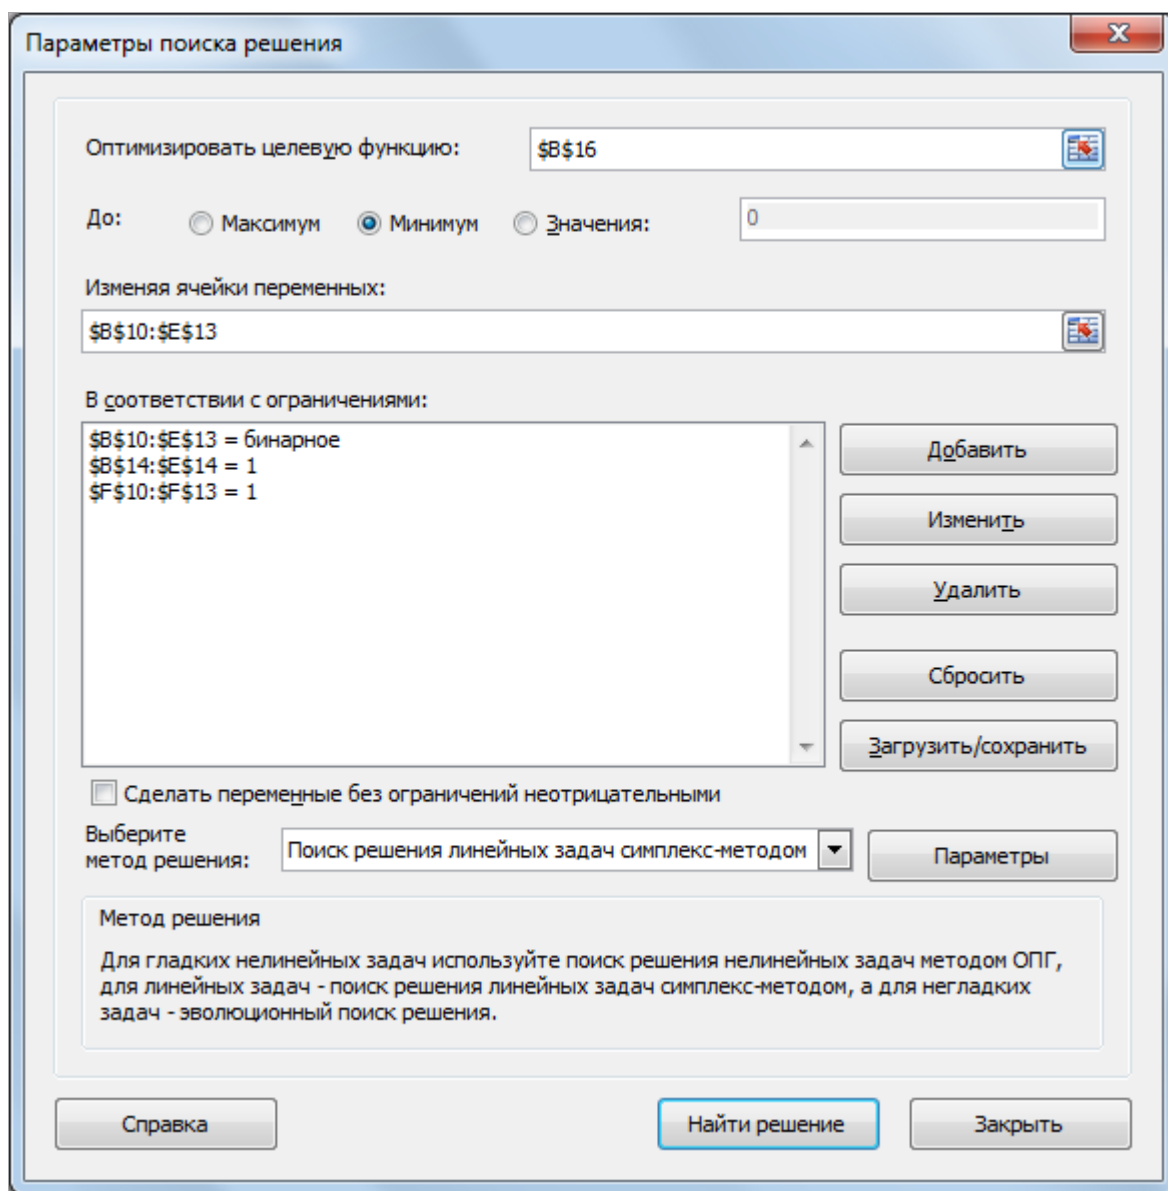 Параметры поиска решения
Оптимизировать целевую функцию: $B$16
До: Максимум Минимум Значения: 0
Изменяя ячейки переменных:
$B$10:$E$13
В соответствии с ограничениями:
$B$10:$E$13 = бинарное
$B$14:$E$14 = 1
$F$10:$F$13 = 1
Добавить
Изменить
Удалить
Сбросить
Загрузить/сохранить
Сделать переменные без ограничений неотрицательными
Выберите
метод решения:
Поиск решения линейных задач симплекс-методом
Параметры
Метод решения
Для гладких нелинейных задач используйте поиск решения нелинейных задач методом ОПГ,
для линейных задач - поиск решения линейных задач симплекс-методом, а для негладких
задач - эволюционный поиск решения.
Справка
Найти решение
Закрыть